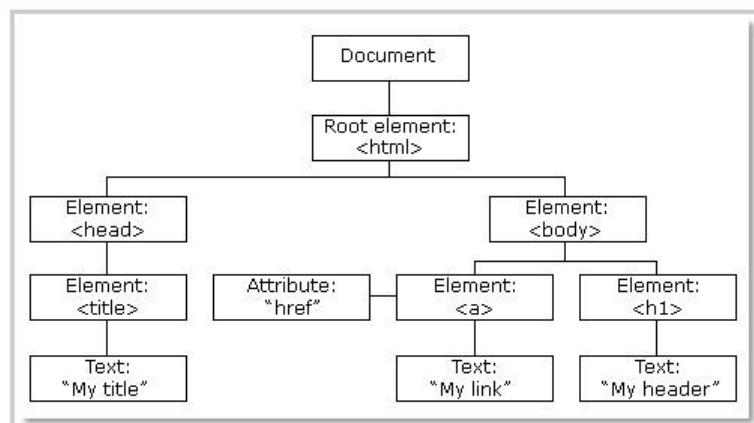 Document
Root element:
<html>
Element:
<head>
Element:
<body>
Element:
<title>
Attribute:
“href”
Element:
<a>
Element:
<h1>
Text:
“My title”
Text:
“My link”
Text:
“My header”